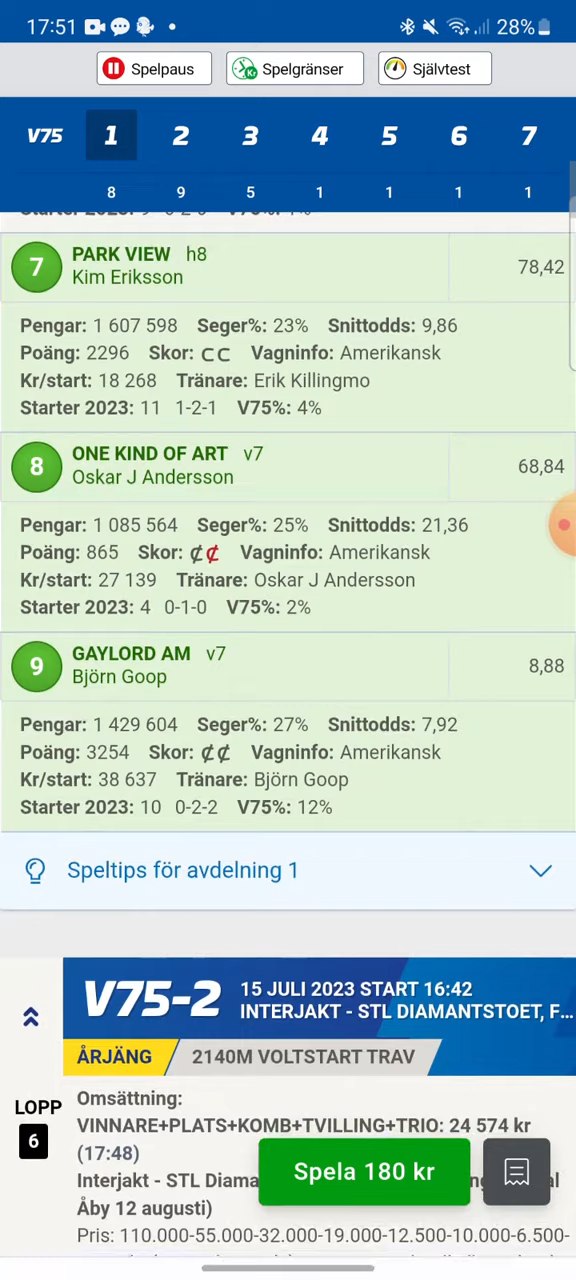 17:51 28%
Spelpaus Spelgränser Självtest
V75 1 2 3 4 5 6 7
8 9 5 1 1 1 1
7 PARK VIEW h8 78,42
Kim Eriksson
Pengar: 1 607 598 Seger%: 23% Snittodds: 9,86
Poäng: 2296 Skor: C C Vagninfo: Amerikansk
Kr/start: 18 268 Tränare: Erik Killingmo
Starter 2023: 11 1-2-1 V75%: 4%
8 ONE KIND OF ART v7 68,84
Oskar J Andersson
Pengar: 1 085 564 Seger%: 25% Snittodds: 21,36
Poäng: 865 Skor: ₵ ₵ Vagninfo: Amerikansk
Kr/start: 27 139 Tränare: Oskar J Andersson
Starter 2023: 4 0-1-0 V75%: 2%
9 GAYLORD AM v7 8,88
Björn Goop
Pengar: 1 429 604 Seger%: 27% Snittodds: 7,92
Poäng: 3254 Skor: ₵ ₵ Vagninfo: Amerikansk
Kr/start: 38 637 Tränare: Björn Goop
Starter 2023: 10 0-2-2 V75%: 12%
Speltips för avdelning 1
V75-2 15 JULI 2023 START 16:42
INTERJAKT - STL DIAMANTSTOET, F...
ÅRJÄNG 2140M VOLTSTART TRAV
LOPP 6
Omsättning:
VINNARE+PLATS+KOMB+TVILLING+TRIO: 24 574 kr
(17:48)
Interjakt - STL Diama
Åby 12 augusti)
Spela 180 kr
Pris: 110.000-55.000-32.000-19.000-12.500-10.000-6.500-